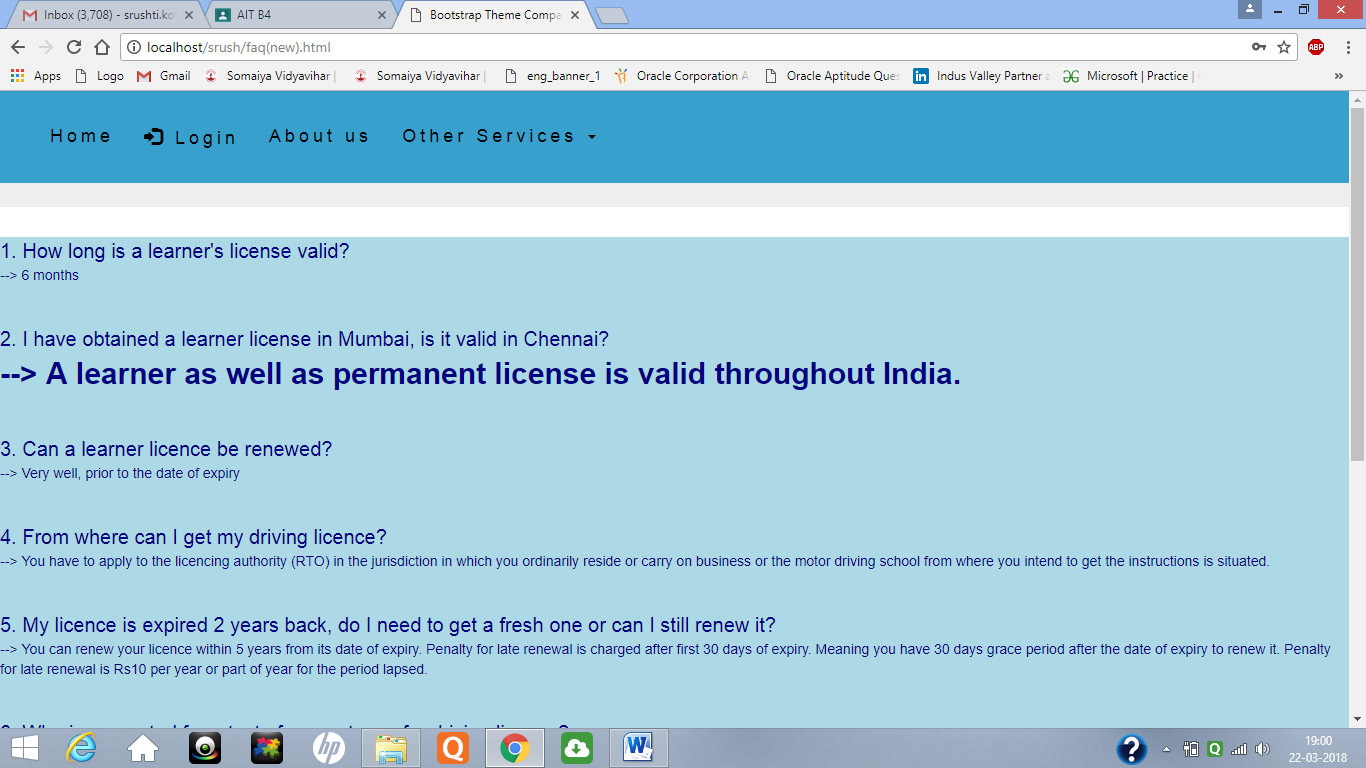 Inbox (3,708) - srushti.ko
AIT B4
Bootstrap Theme Compa
localhost/srush/faq(new).html
ABP
Apps
Logo
Gmail
Somaiya Vidyavihar |
Somaiya Vidyavihar |
eng_banner_1
Oracle Corporation A
Oracle Aptitude Ques
Indus Valley Partner
Microsoft | Practice |
»
Home
Login
About us
Other Services
1. How long is a learner's license valid?
--> 6 months
2. I have obtained a learner license in Mumbai, is it valid in Chennai?
--> A learner as well as permanent license is valid throughout India.
3. Can a learner licence be renewed?
--> Very well, prior to the date of expiry
4. From where can I get my driving licence?
--> You have to apply to the licencing authority (RTO) in the jurisdiction in which you ordinarily reside or carry on business or the motor driving school from where you intend to get the instructions is situated.
5. My licence is expired 2 years back, do I need to get a fresh one or can I still renew it?
--> You can renew your licence within 5 years from its date of expiry. Penalty for late renewal is charged after first 30 days of expiry. Meaning you have 30 days grace period after the date of expiry to renew it. Penalty
for late renewal is Rs10 per year or part of year for the period lapsed.
19:00
22-03-2018